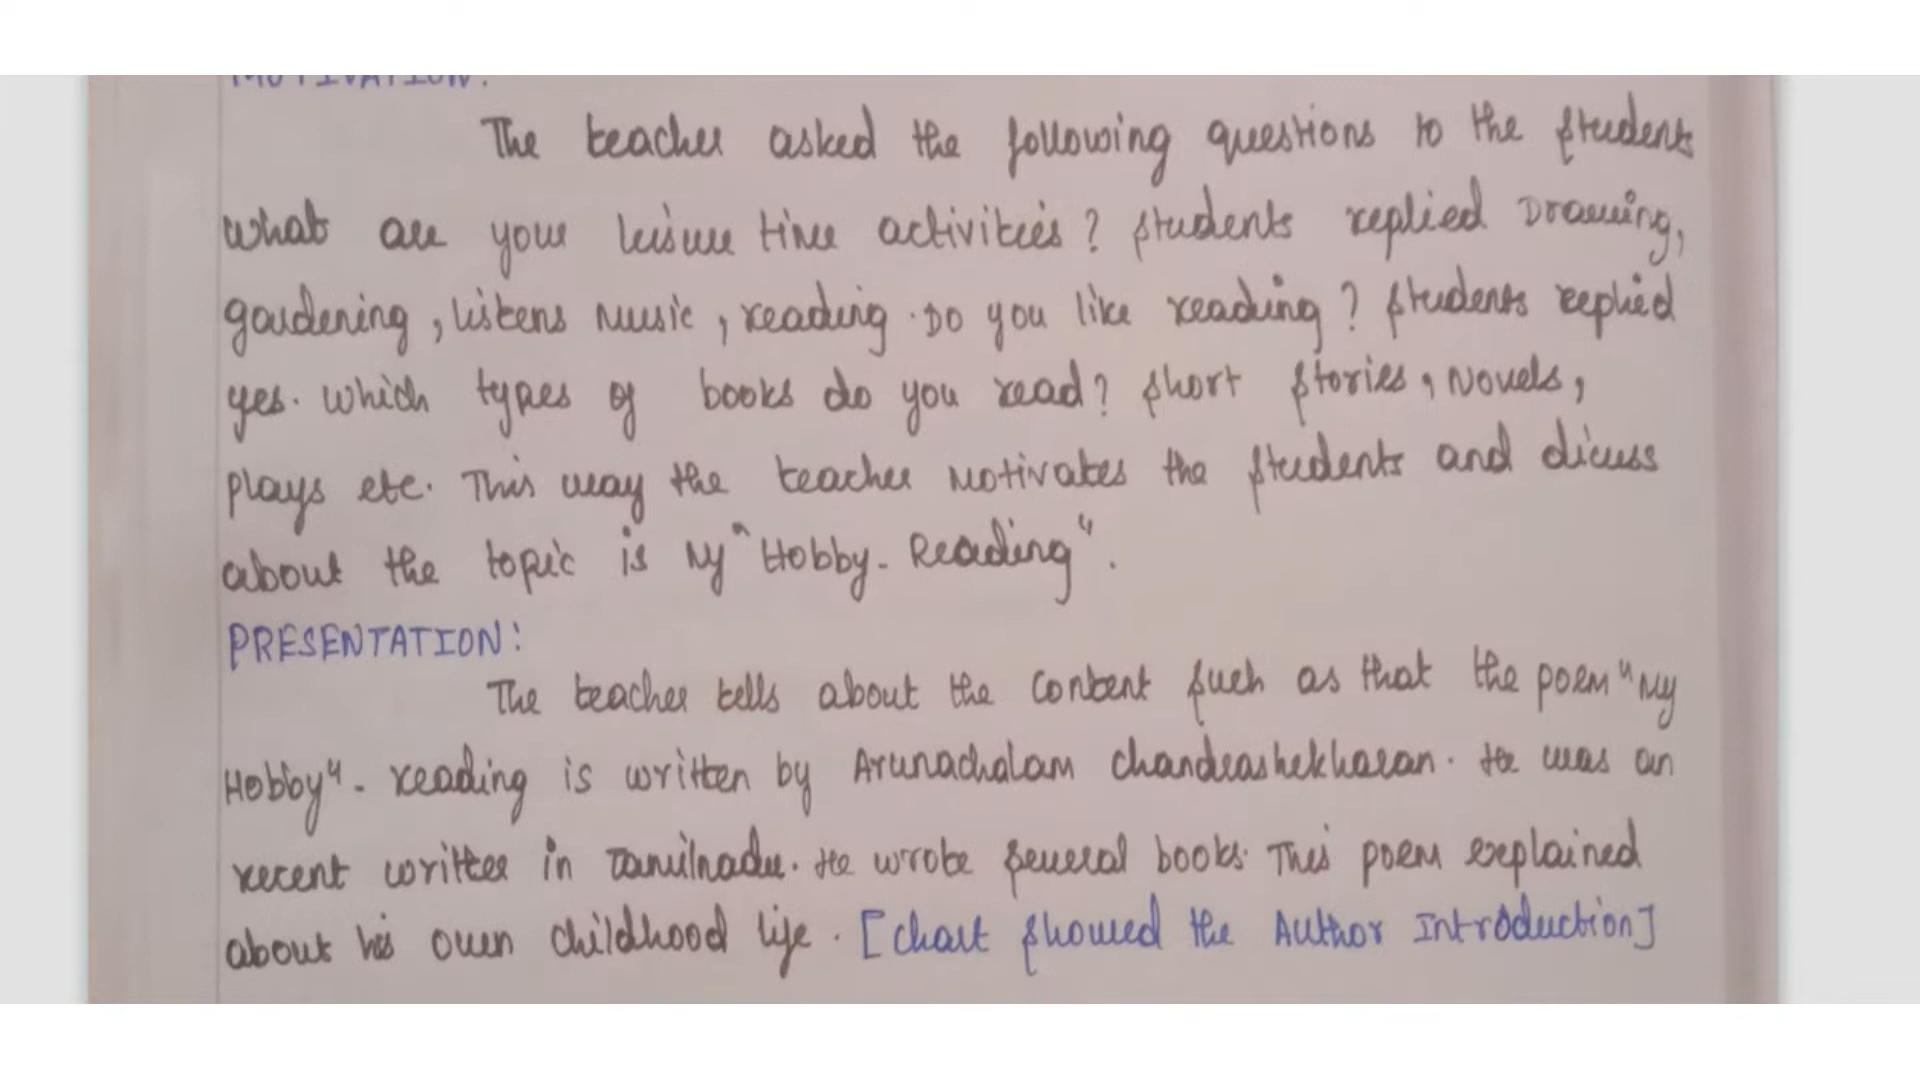 MOTIVATION:
The teacher asked the following questions to the students
what are your leisure time activities? students replied Drawing,
gardening, listens music, reading. Do you like reading? students replied
yes. which types of books do you read? short stories, Novels,
plays etc. This way the teacher motivates the students and dicuss
about the topic is My "Hobby - Reading".
PRESENTATION:
The teacher tells about the content such as that the poem "My
Hobby" - reading is written by Arunachalam chandrashekharan. He was an
recent writter in Tamilnadu. He wrote several books. This poem explained
about his own childhood life. [chart showed the Author Introduction]